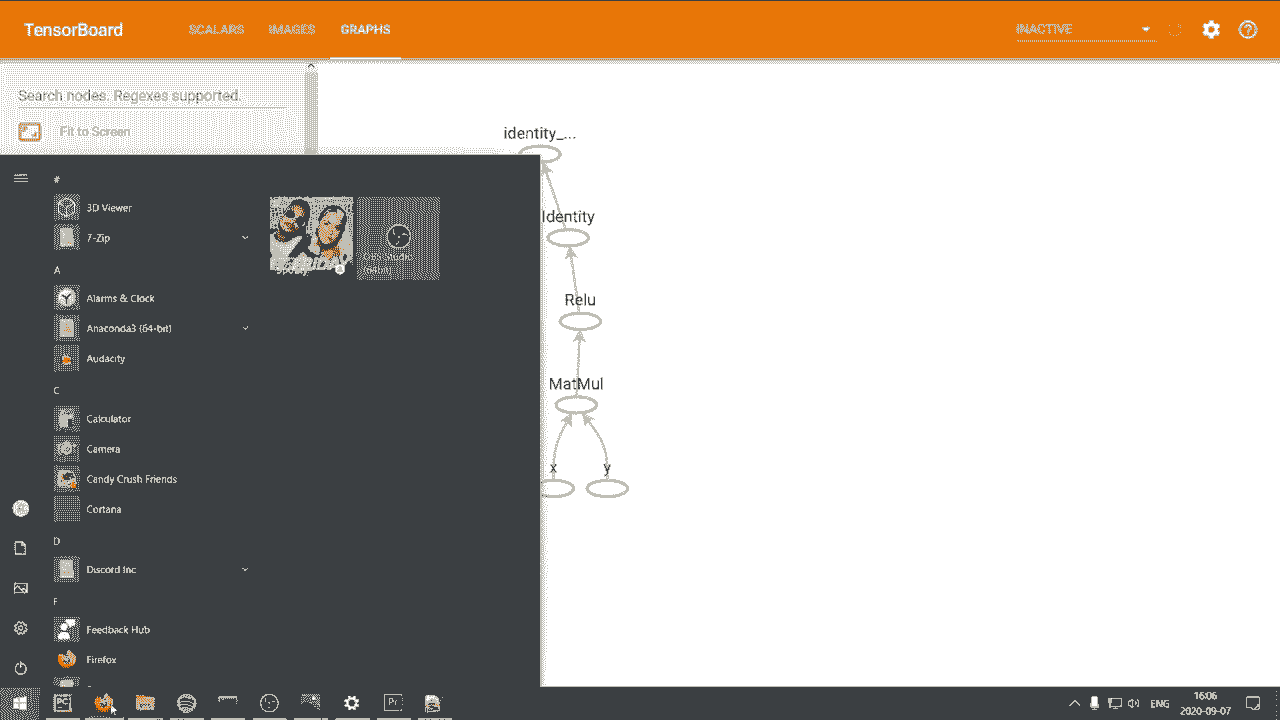 TensorBoard SCALARS IMAGES GRAPHS INACTIVE
Search nodes. Regexes supported.
Fit to Screen
identity_...
Identity
Relu
MatMul
x y
#
3D Viewer
7-Zip
A
Alarms & Clock
Anaconda3 (64-bit)
Audacity
C
Calculator
Camera
Candy Crush Friends
Cortana
D
Discord Inc
F
Feedback Hub
Firefox
OBS Studio
(64bit)
PC
Pr
ENG
16:06
2020-09-07